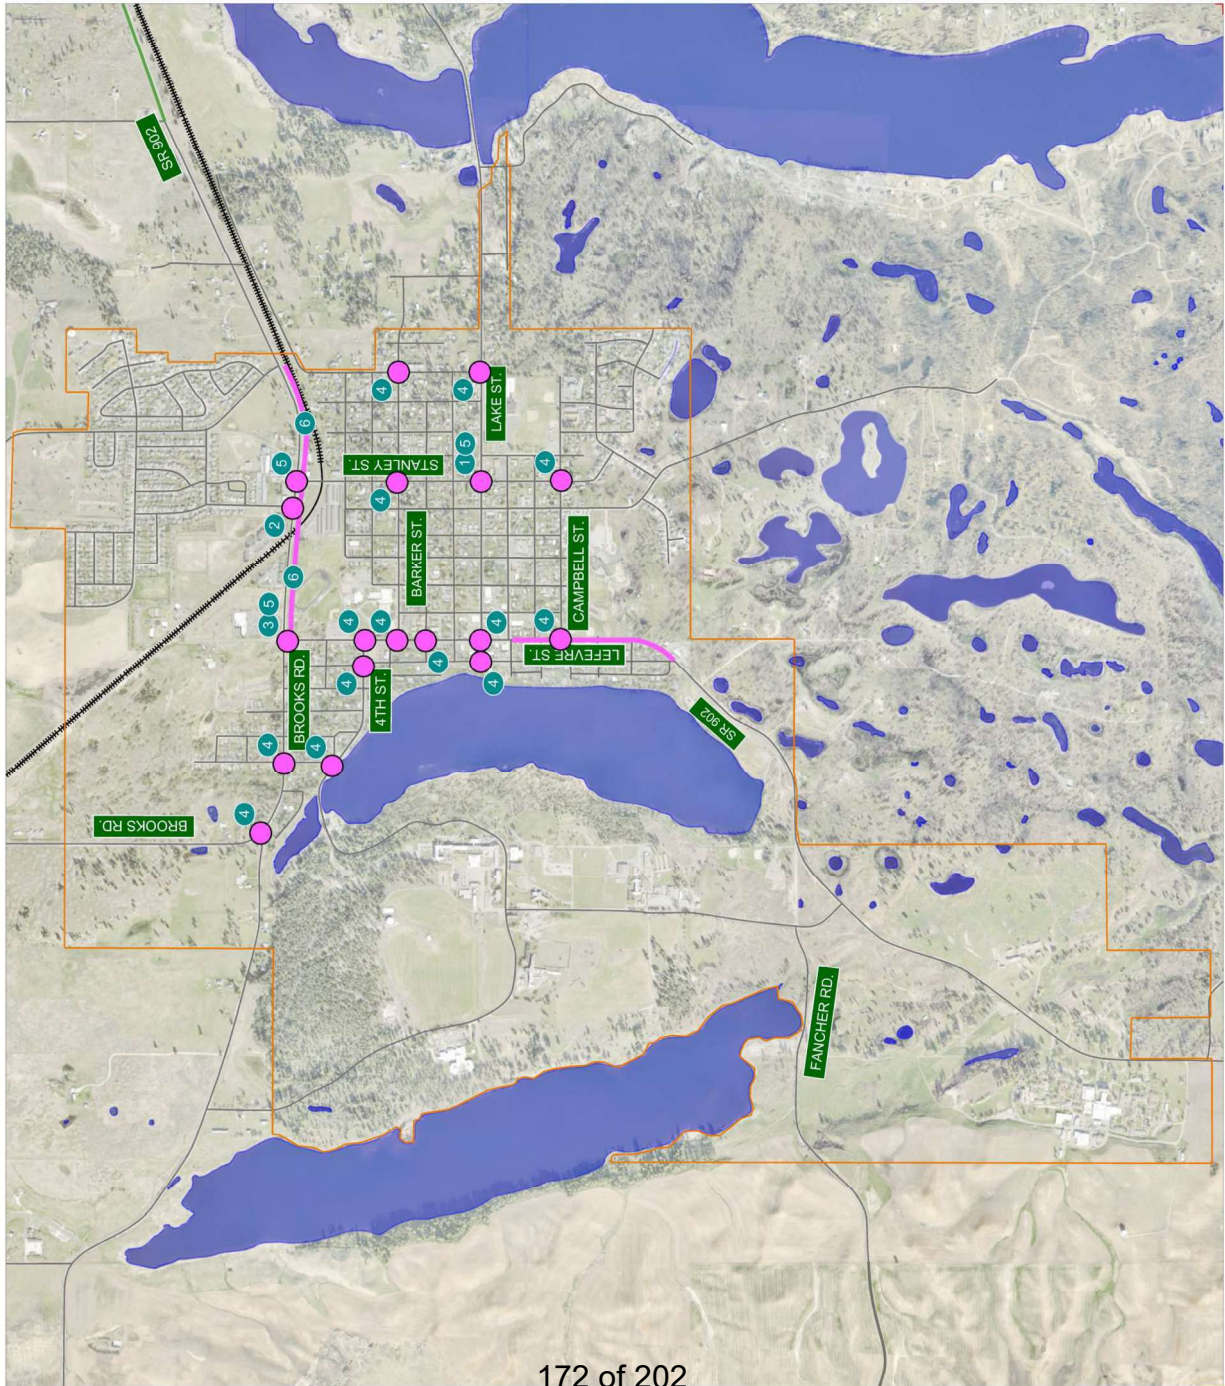 SR 902
6
5
2
6
3 5
4
4
LAKE ST.
1 5
4
STANLEY ST.
4
BARKER ST.
CAMPBELL ST.
4
4
4
4
4
4
4
LEFEVRE ST.
BROOKS RD.
4TH ST.
4
4
SR 902
BROOKS RD.
4
FANCHER RD.
172 of 202